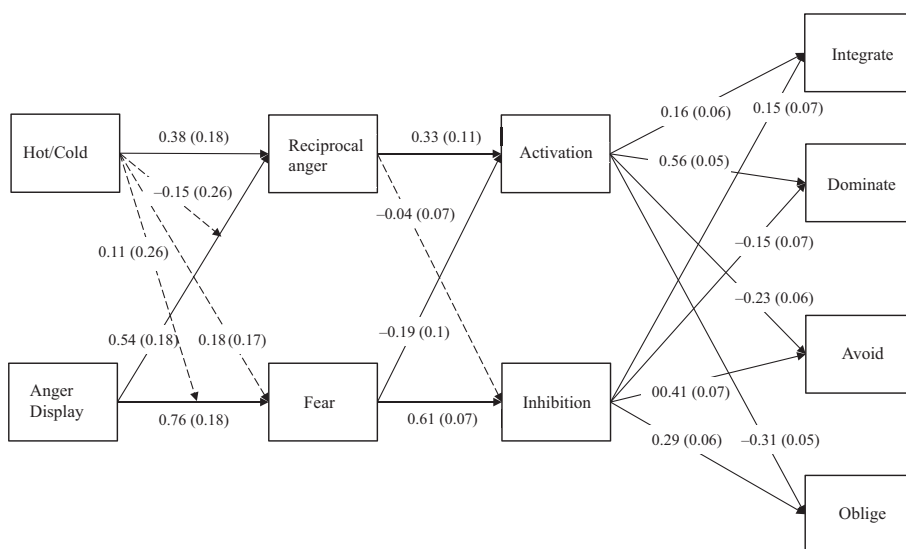 Integrate
0.16 (0.06)
0.15 (0.07)
Hot/Cold
0.38 (0.18)
Reciprocal
anger
0.33 (0.11)
Activation
0.56 (0.05)
Dominate
–0.15 (0.26)
–0.04 (0.07)
–0.15 (0.07)
0.11 (0.26)
–0.23 (0.06)
0.54 (0.18)
0.18 (0.17)
–0.19 (0.1)
Avoid
Anger
Display
0.76 (0.18)
Fear
0.61 (0.07)
Inhibition
00.41 (0.07)
0.29 (0.06)
–0.31 (0.05)
Oblige